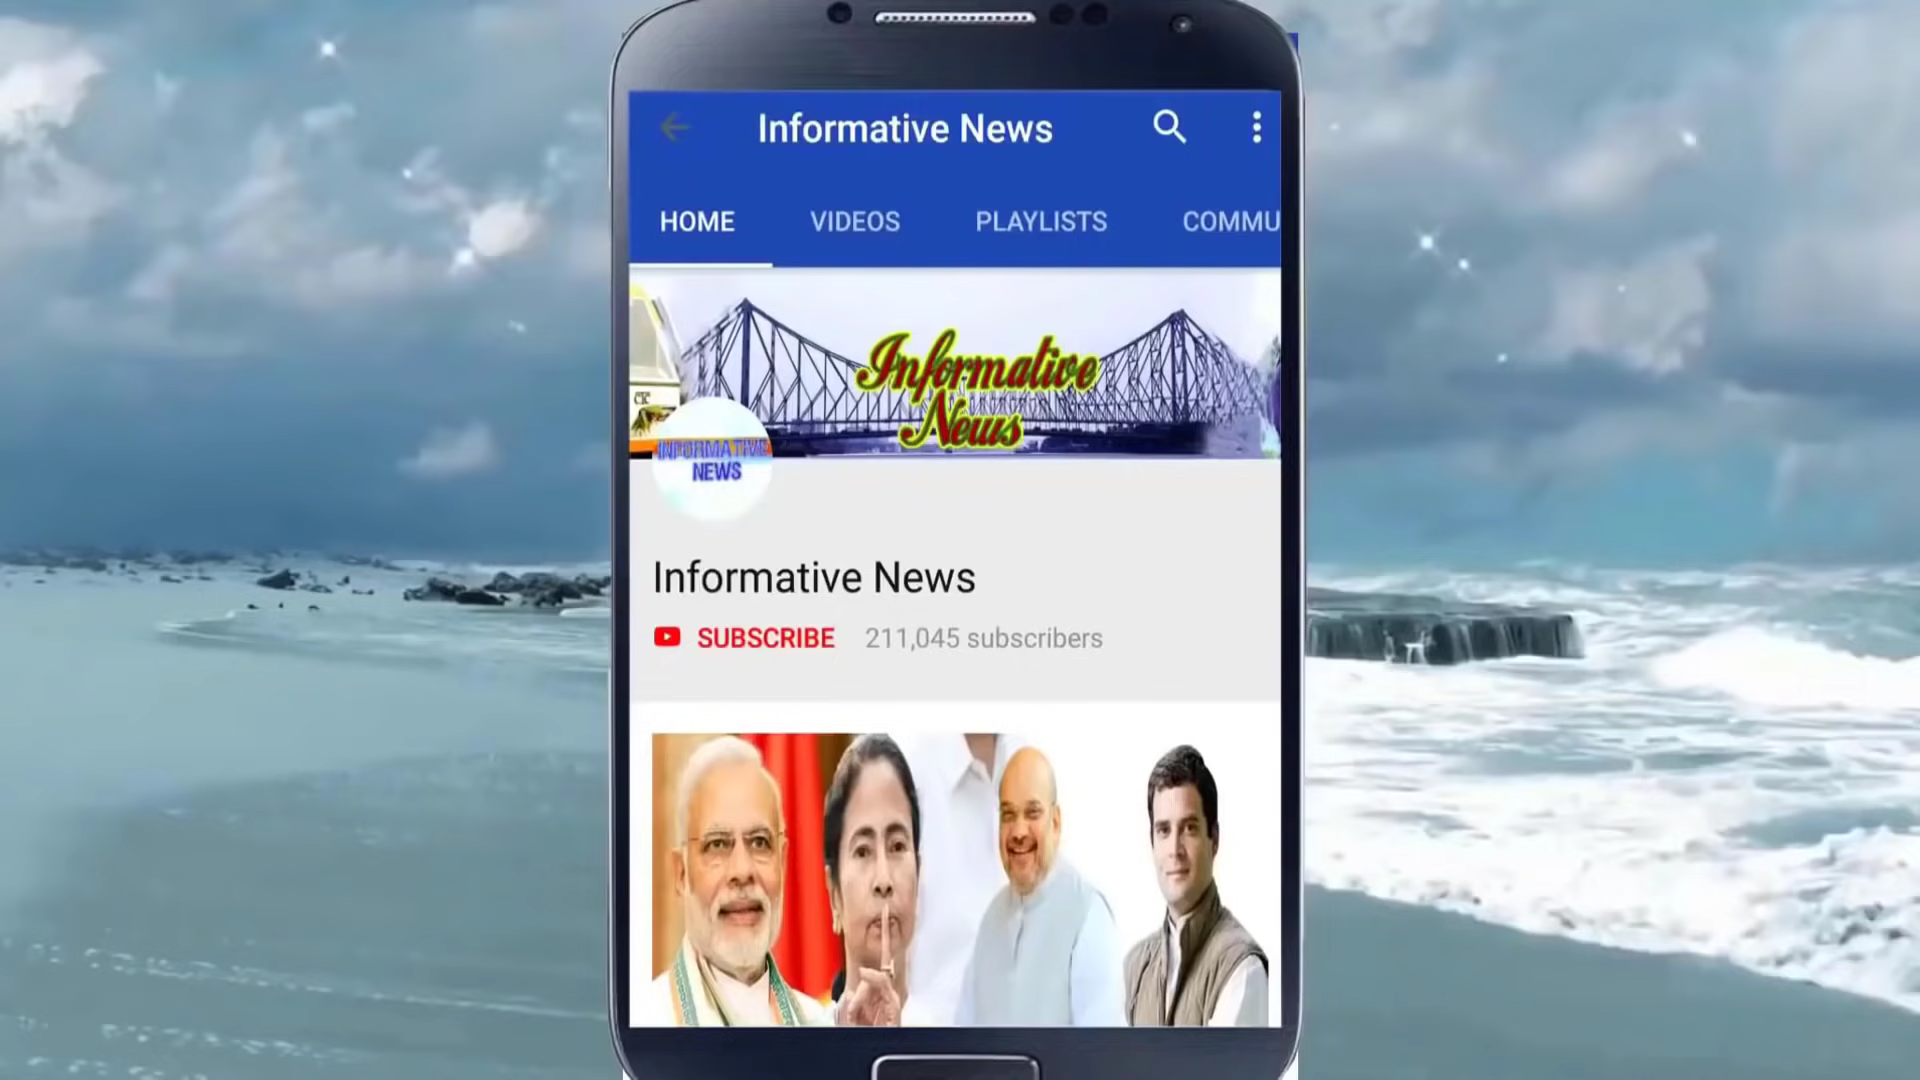 Informative News
HOME VIDEOS PLAYLISTS COMMU
Informative
News
INFORMATIVE
NEWS
Informative News
SUBSCRIBE 211,045 subscribers